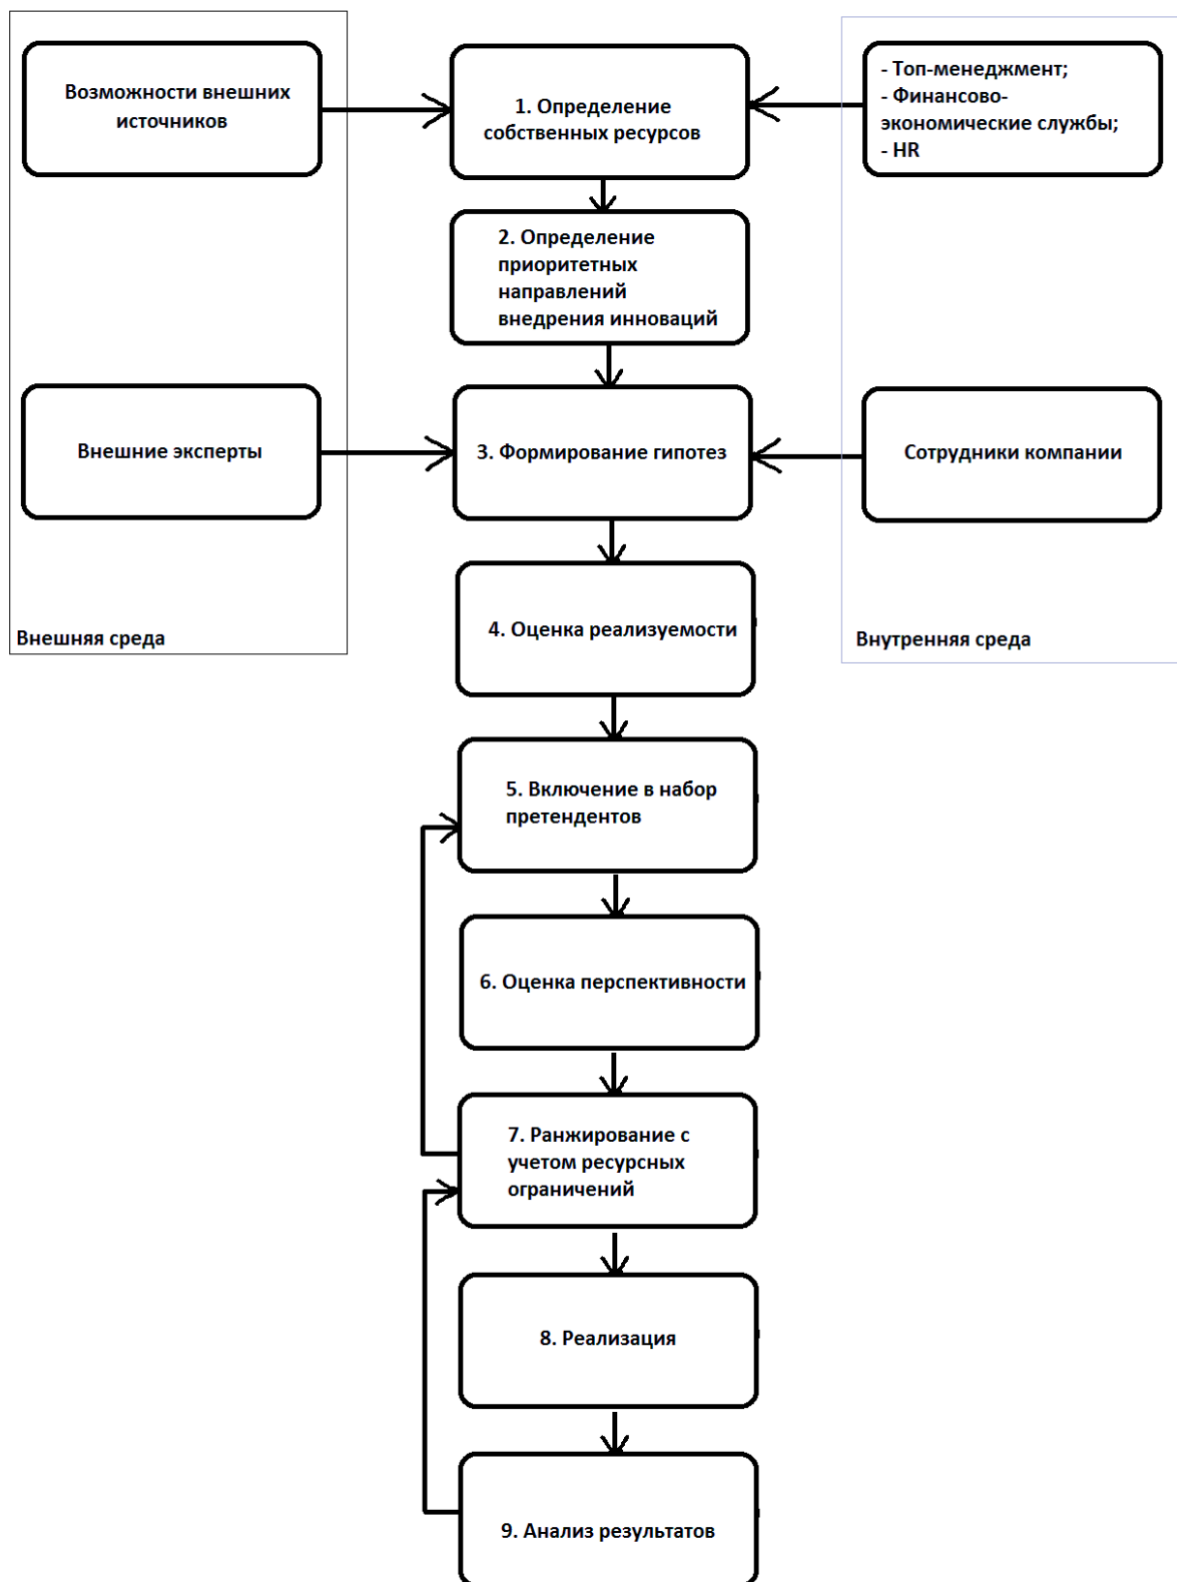 Возможности внешних
источников
1. Определение
собственных ресурсов
- Топ-менеджмент;
- Финансово-
экономические службы;
- HR
2. Определение
приоритетных
направлений
внедрения инноваций
Внешние эксперты
3. Формирование гипотез
Сотрудники компании
4. Оценка реализуемости
Внешняя среда
Внутренняя среда
5. Включение в набор
претендентов
6. Оценка перспективности
7. Ранжирование с
учетом ресурсных
ограничений
8. Реализация
9. Анализ результатов